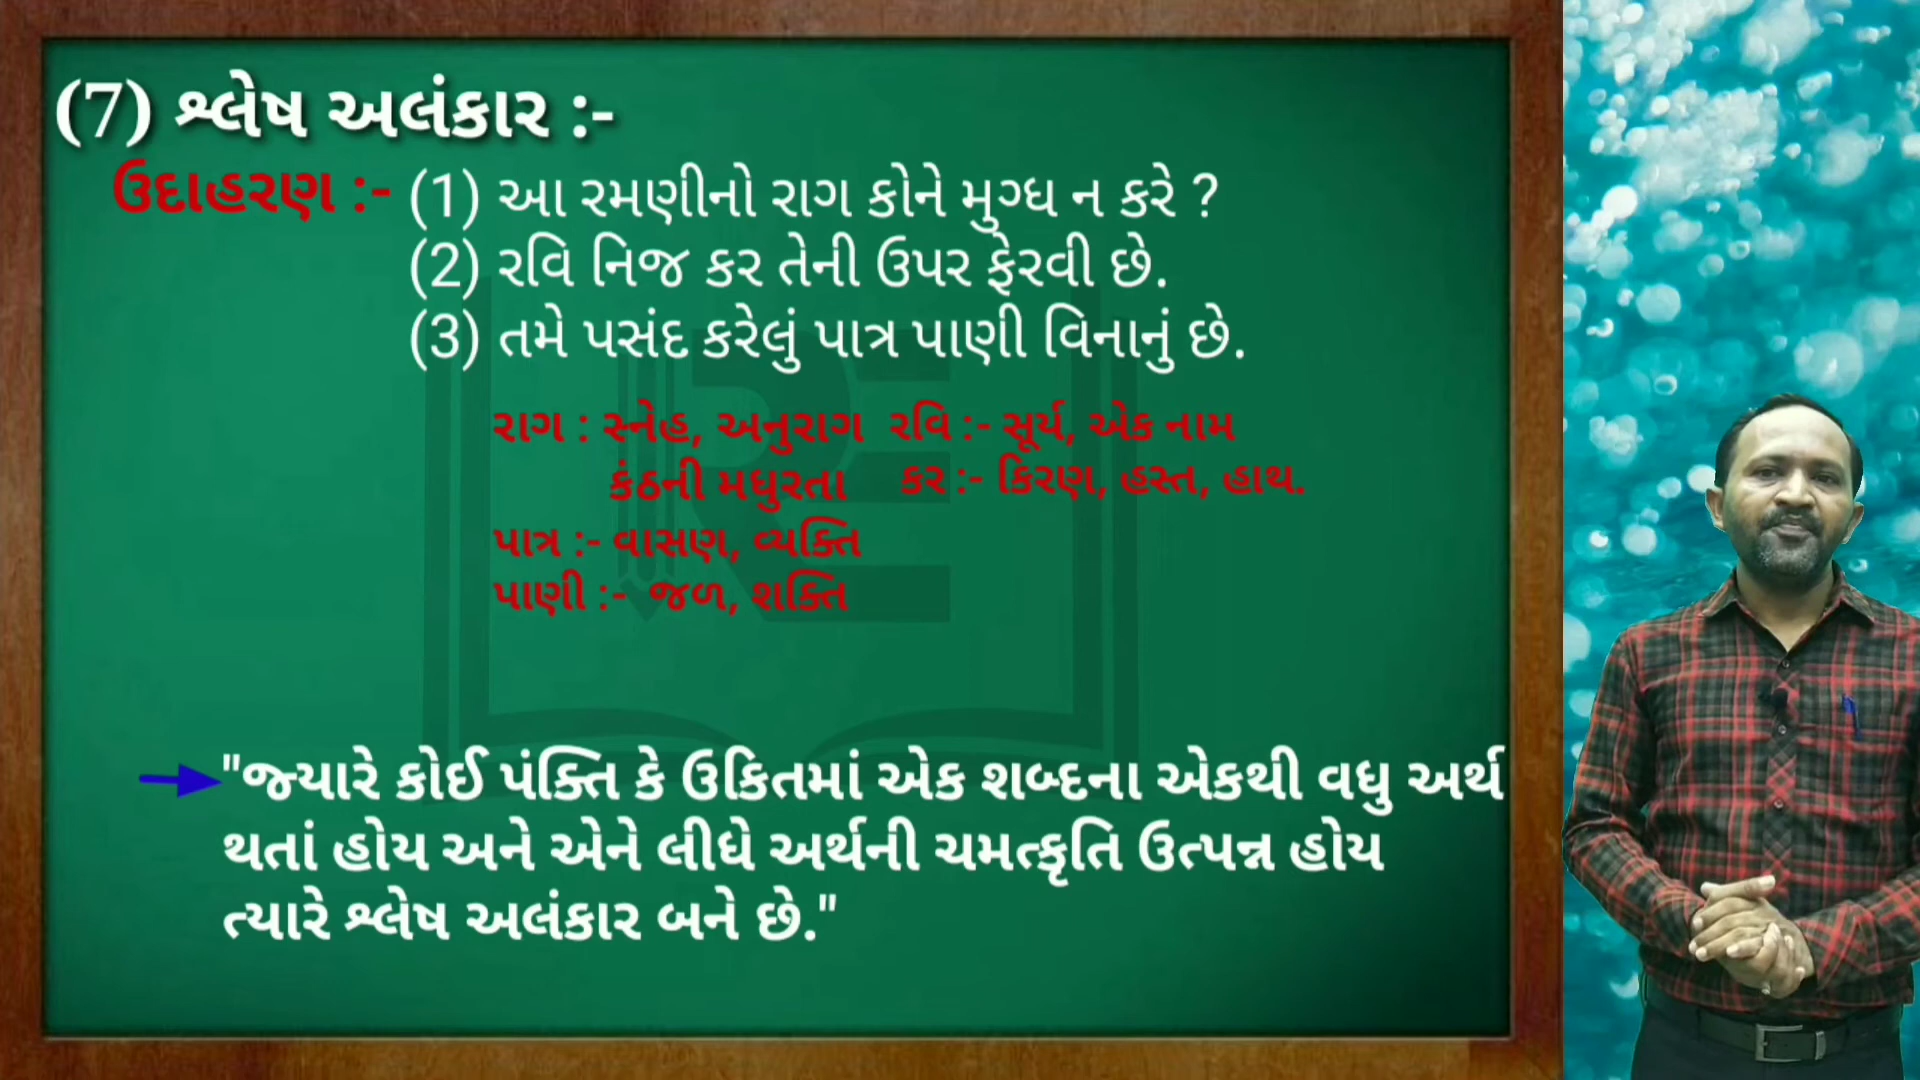 (7) શ્લેષ અલંકાર :-
ઉદાહરણ :- (1) આ રમણીનો રાગ કોને મુગ્ધ ન કરે ?
(2) રવિ નિજ કર તેની ઉપર ફેરવી છે.
(3) તમે પસંદ કરેલું પાત્ર પાણી વિનાનું છે.
રાગ : સ્નેહ, અનુરાગ રવિ :- સૂર્ય, એક નામ
કંઠની મધુરતા કર :- કિરણ, હસ્ત, હાથ.
પાત્ર :- વાસણ, વ્યક્તિ
પાણી :- જળ, શક્તિ
"જ્યારે કોઈ પંક્તિ કે ઉકિતમાં એક શબ્દના એકથી વધુ અર્થ
થતાં હોય અને એને લીધે અર્થની ચમત્કૃતિ ઉત્પન્ન હોય
ત્યારે શ્લેષ અલંકાર બને છે."